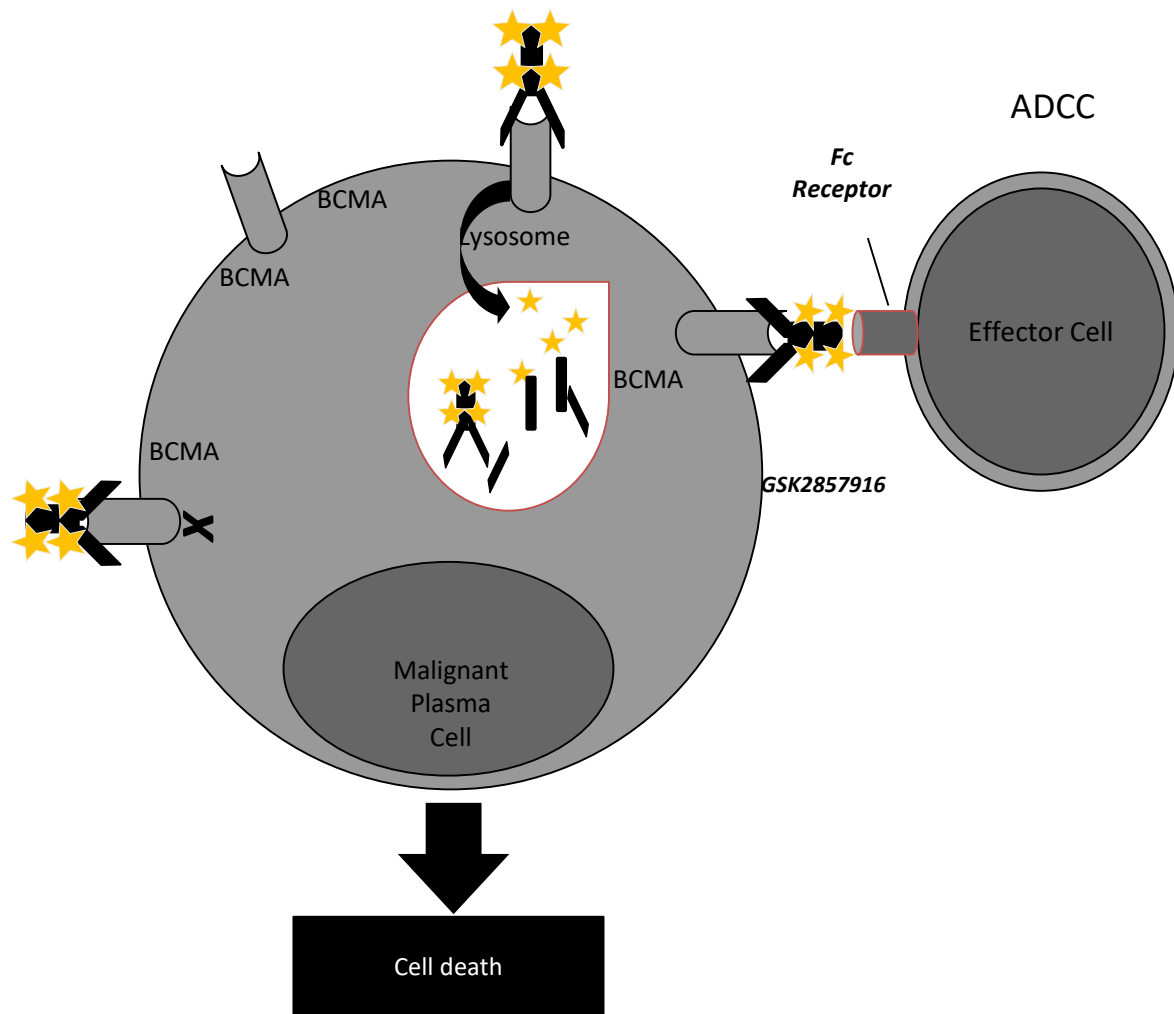 ADCC
Fc
Receptor
BCMA
Lysosome
BCMA
Effector Cell
BCMA
BCMA
GSK2857916
Malignant
Plasma
Cell
Cell death